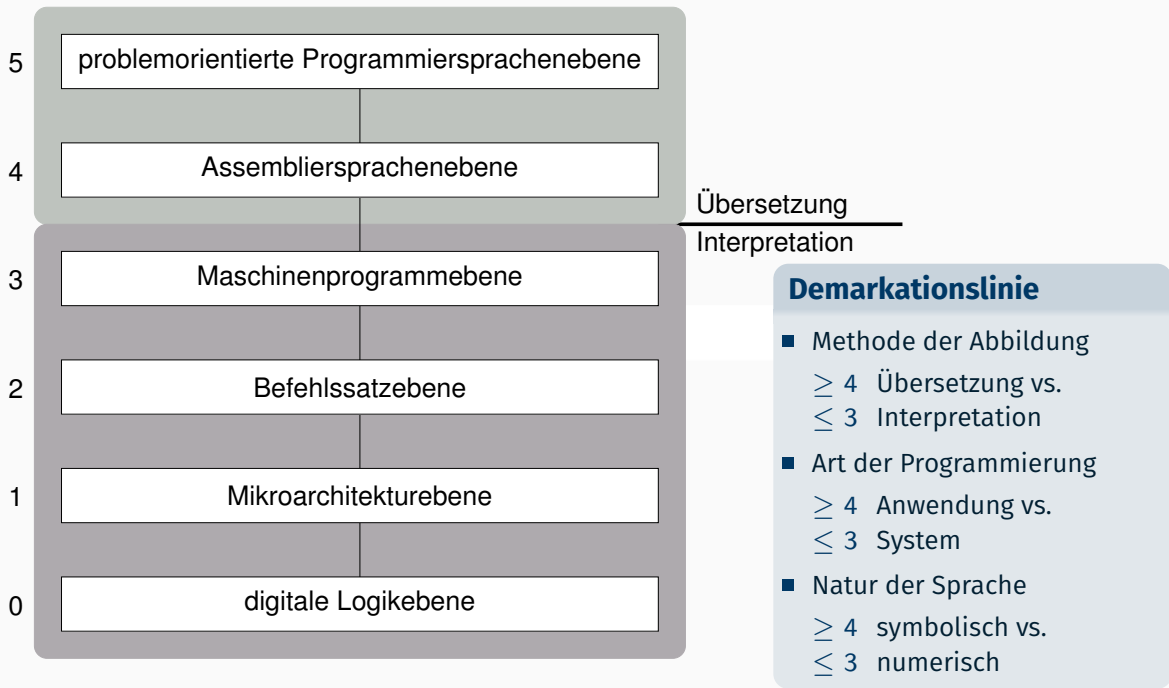 5 problemorientierte Programmiersprachenebene
4 Assembliersprachenebene
Übersetzung
Interpretation
3 Maschinenprogrammebene
2 Befehlssatzebene
1 Mikroarchitekturebene
0 digitale Logikebene
Demarkationslinie
■ Methode der Abbildung
≥ 4 Übersetzung vs.
≤ 3 Interpretation
■ Art der Programmierung
≥ 4 Anwendung vs.
≤ 3 System
■ Natur der Sprache
≥ 4 symbolisch vs.
≤ 3 numerisch